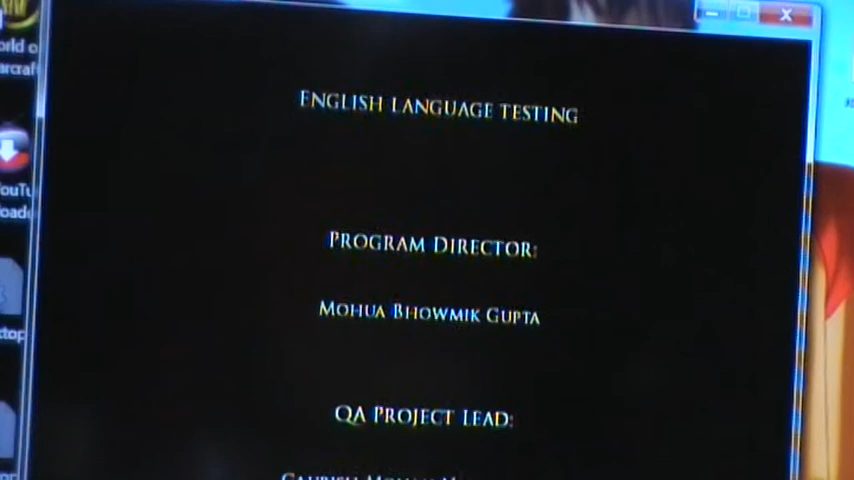 ENGLISH LANGUAGE TESTING
PROGRAM DIRECTOR:
MOHUA BHOWMIK GUPTA
QA PROJECT LEAD: